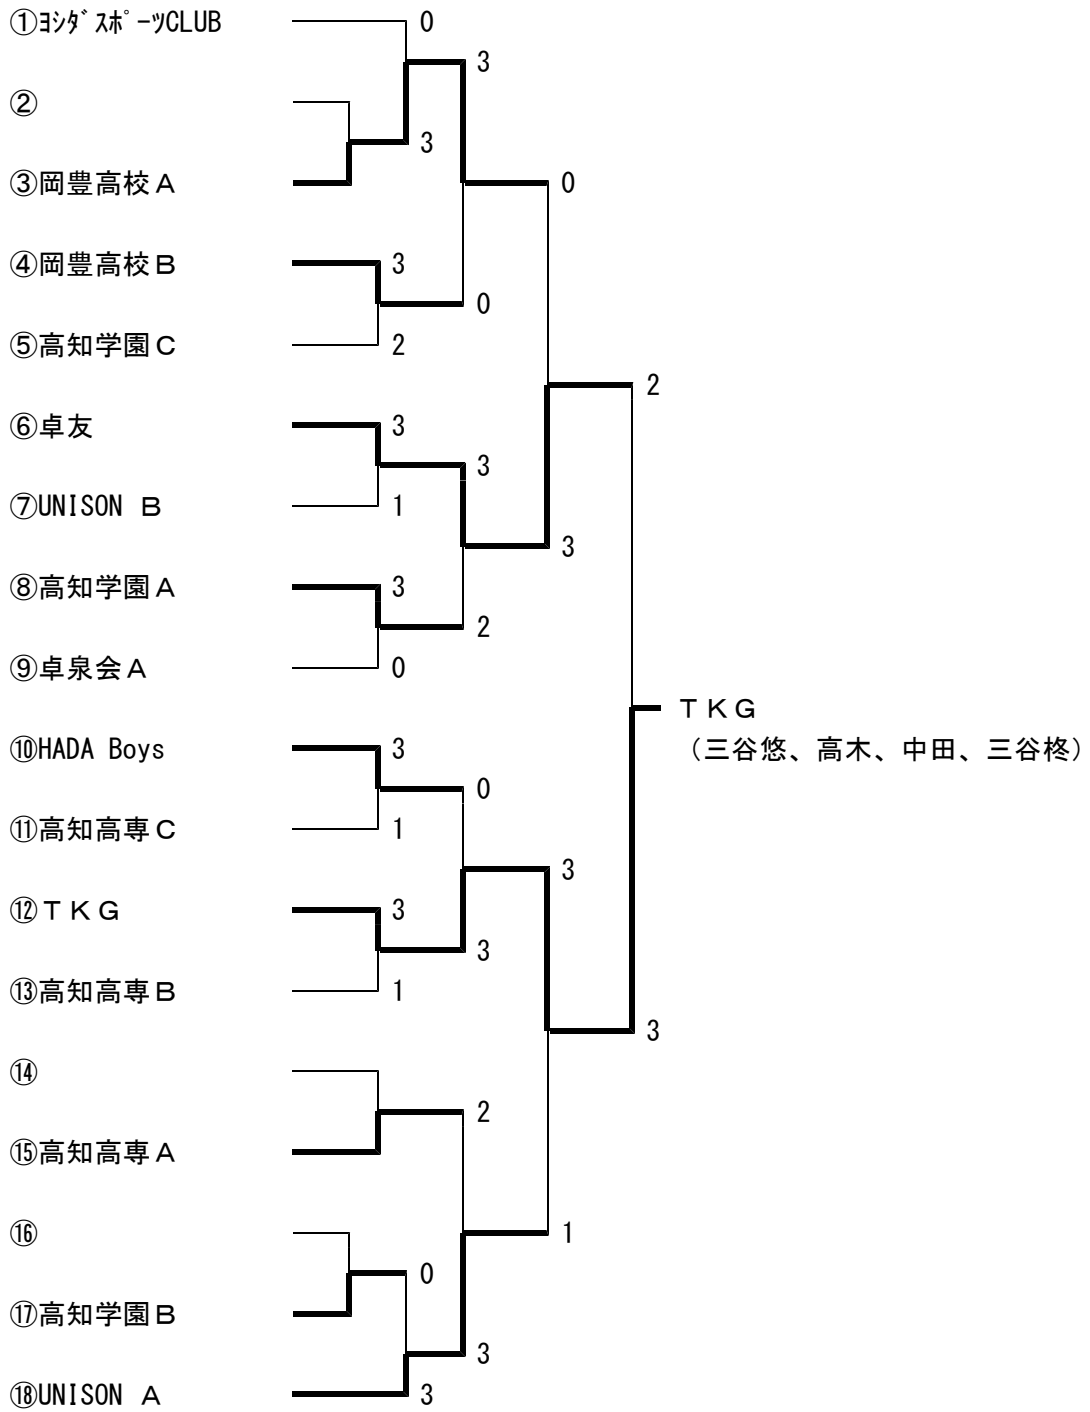 ①ﾖｼﾀﾞｽﾎﾟｰﾂCLUB
0
3
②
3
③岡豊高校Ａ
0
④岡豊高校Ｂ
3
0
⑤高知学園Ｃ
2
2
⑥卓友
3
3
⑦UNISON Ｂ
1
3
⑧高知学園Ａ
3
2
⑨卓泉会Ａ
0
ＴＫＧ
（三谷悠、高木、中田、三谷柊）
⑩HADA Boys
3
0
⑪高知高専Ｃ
1
3
⑫ＴＫＧ
3
3
⑬高知高専Ｂ
1
3
⑭
2
⑮高知高専Ａ
⑯
1
0
⑰高知学園Ｂ
3
⑱UNISON Ａ
3